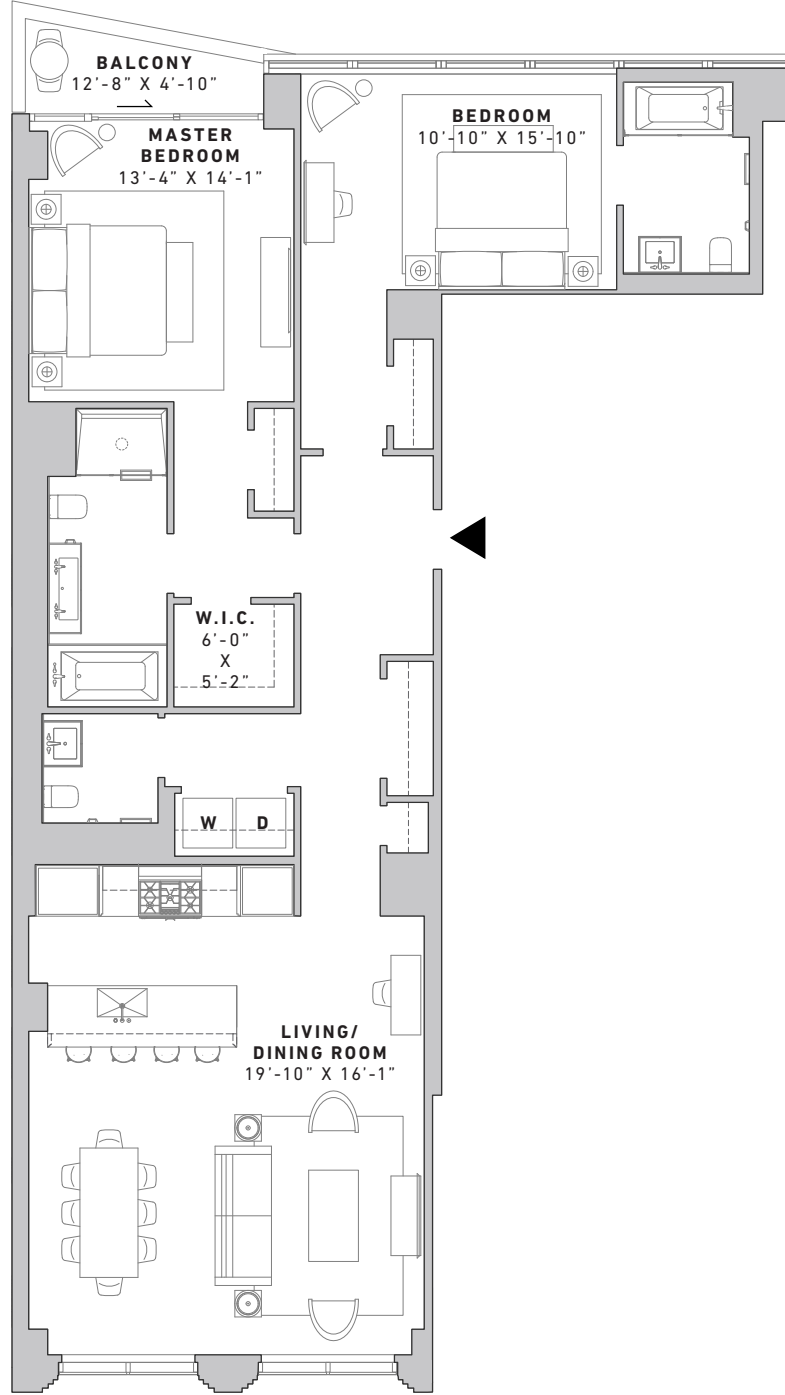 BALCONY
12'-8" X 4'-10"
MASTER
BEDROOM
13'-4" X 14'-1"
BEDROOM
10'-10" X 15'-10"
W.I.C.
6'-0"
X
5'-2"
W D
LIVING/
DINING ROOM
19'-10" X 16'-1"